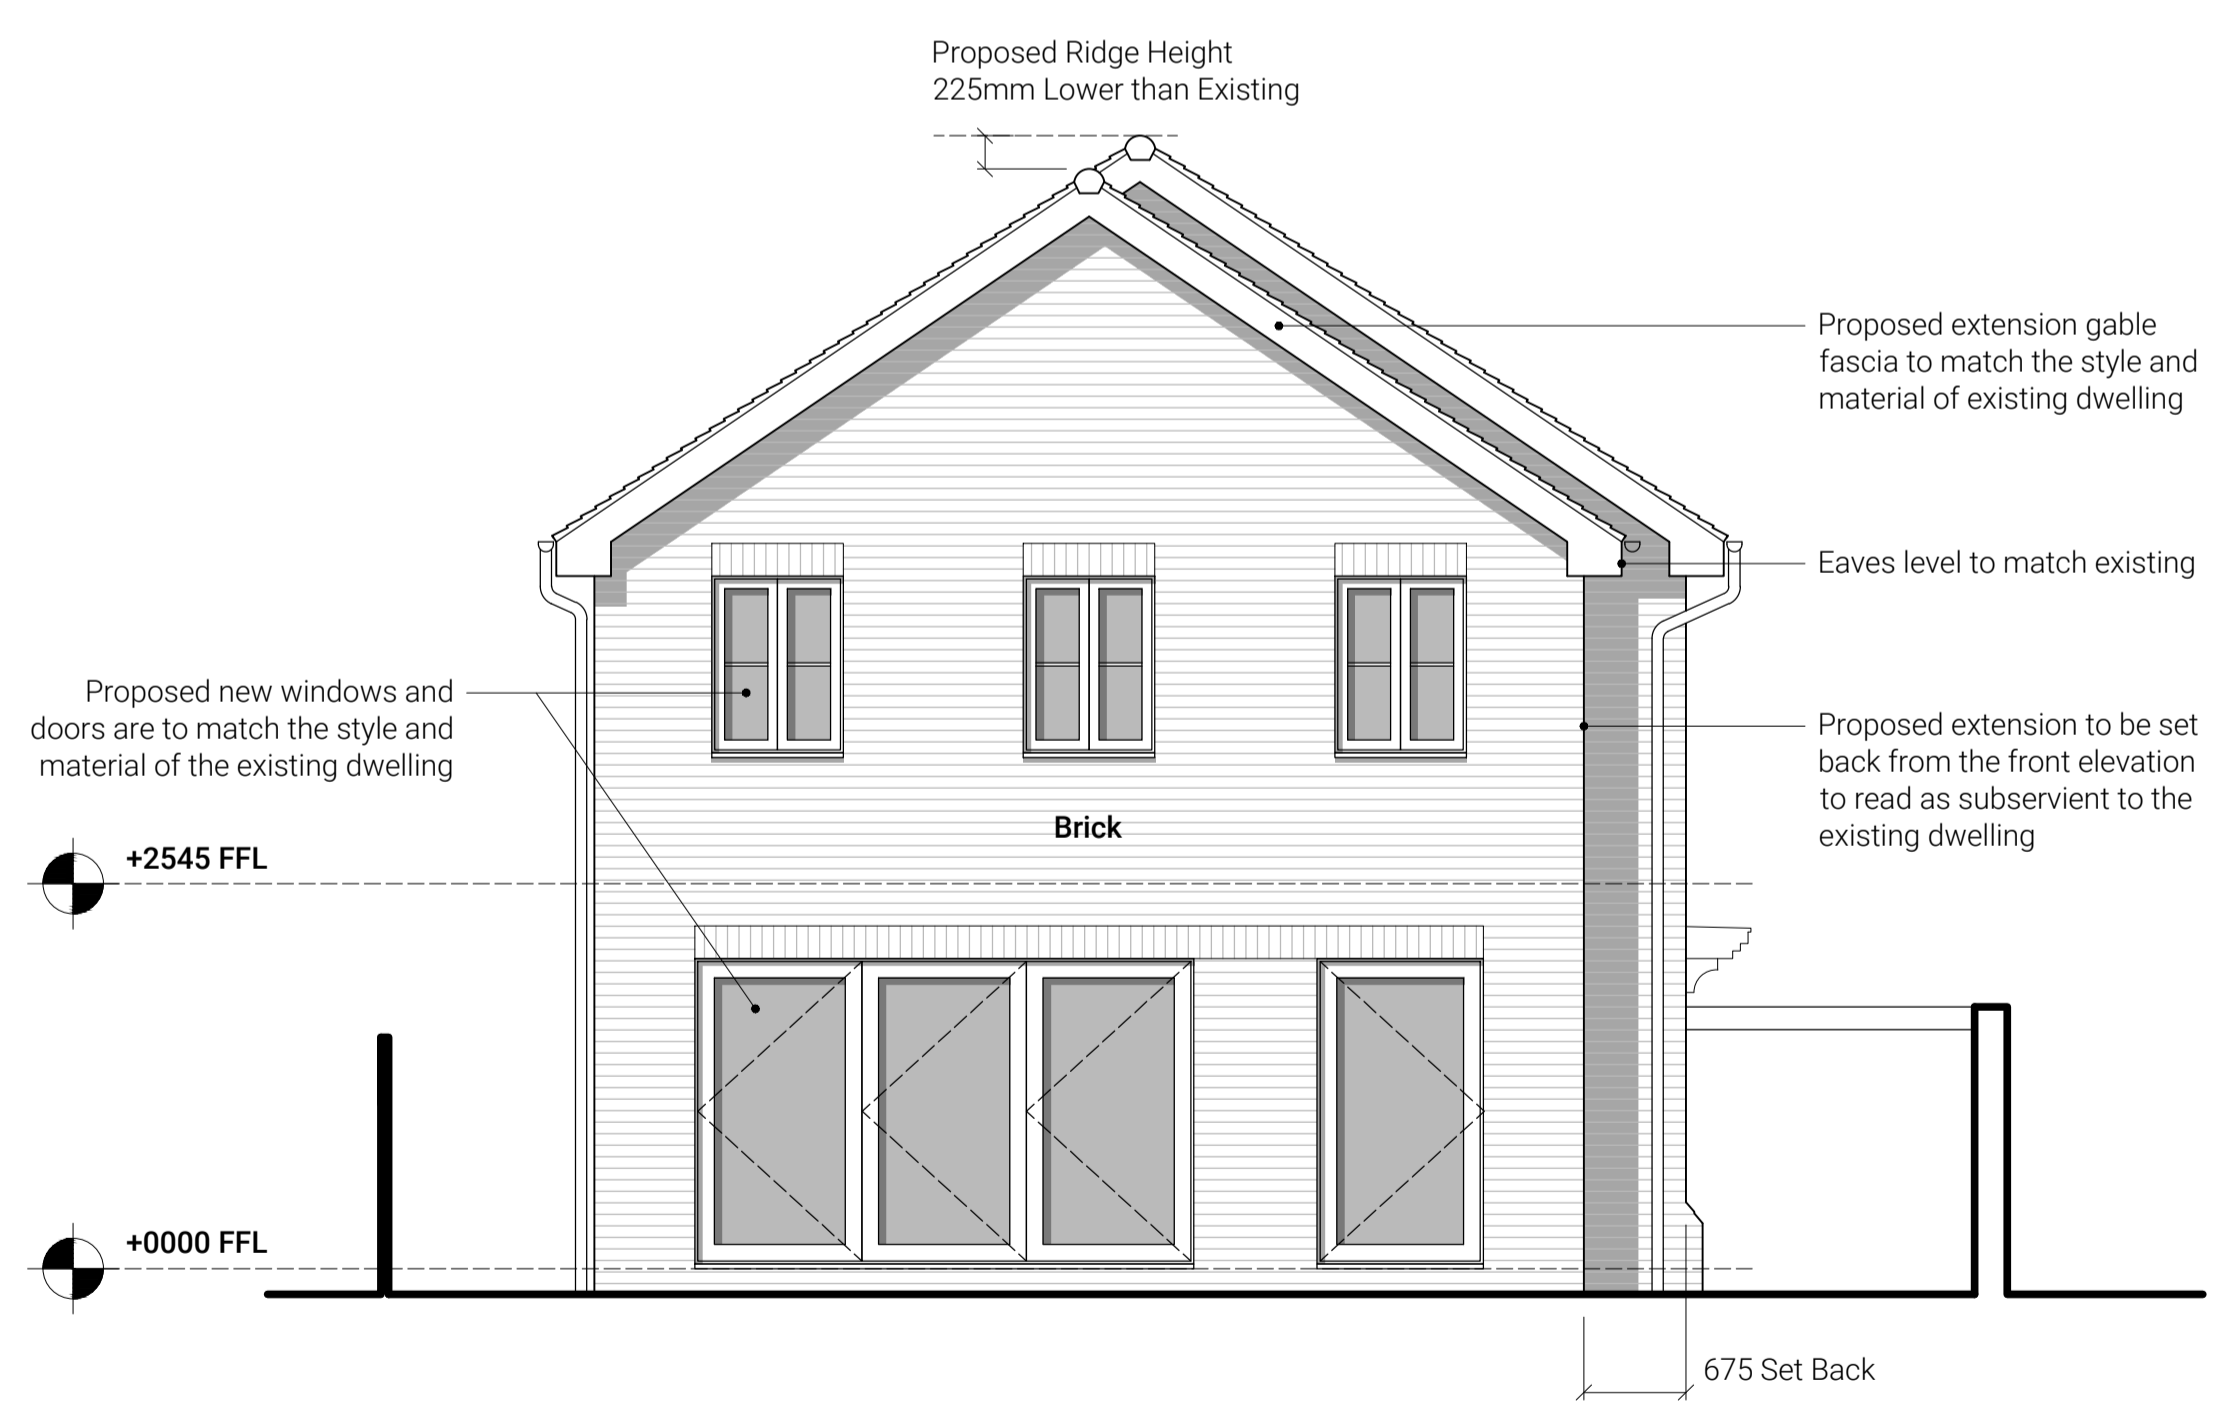 Proposed Ridge Height
225mm Lower than Existing
Proposed extension gable
fascia to match the style and
material of existing dwelling
Eaves level to match existing
Proposed new windows and
doors are to match the style and
material of the existing dwelling
Proposed extension to be set
back from the front elevation
to read as subservient to the
existing dwelling
Brick
+2545 FFL
+0000 FFL
675 Set Back